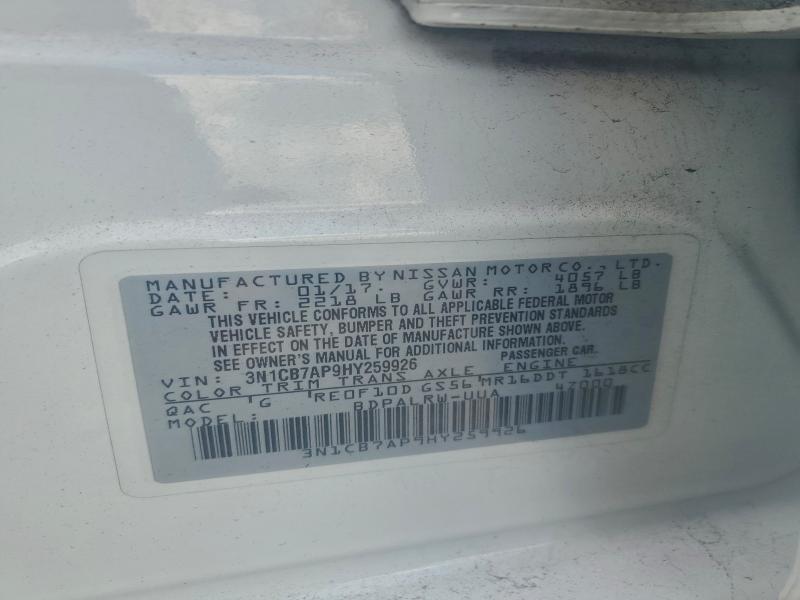 MANUFACTURED BY NISSAN MOTOR CO., LTD.
DATE: 01/17. GVWR: 4057 LB
GAWR FR: 2218 LB GAWR RR: 1896 LB
THIS VEHICLE CONFORMS TO ALL APPLICABLE FEDERAL MOTOR
VEHICLE SAFETY, BUMPER AND THEFT PREVENTION STANDARDS
IN EFFECT ON THE DATE OF MANUFACTURE SHOWN ABOVE.
SEE OWNER'S MANUAL FOR ADDITIONAL INFORMATION.
VIN: 3N1CB7AP9HY259926 PASSENGER CAR.
COLOR TRIM TRANS AXLE ENGINE
QAC G RE0F10D GS56 MR16DDT 1618CC
MODEL: BDPALRW-UUA 4Z000
3N1CB7AP9HY259926